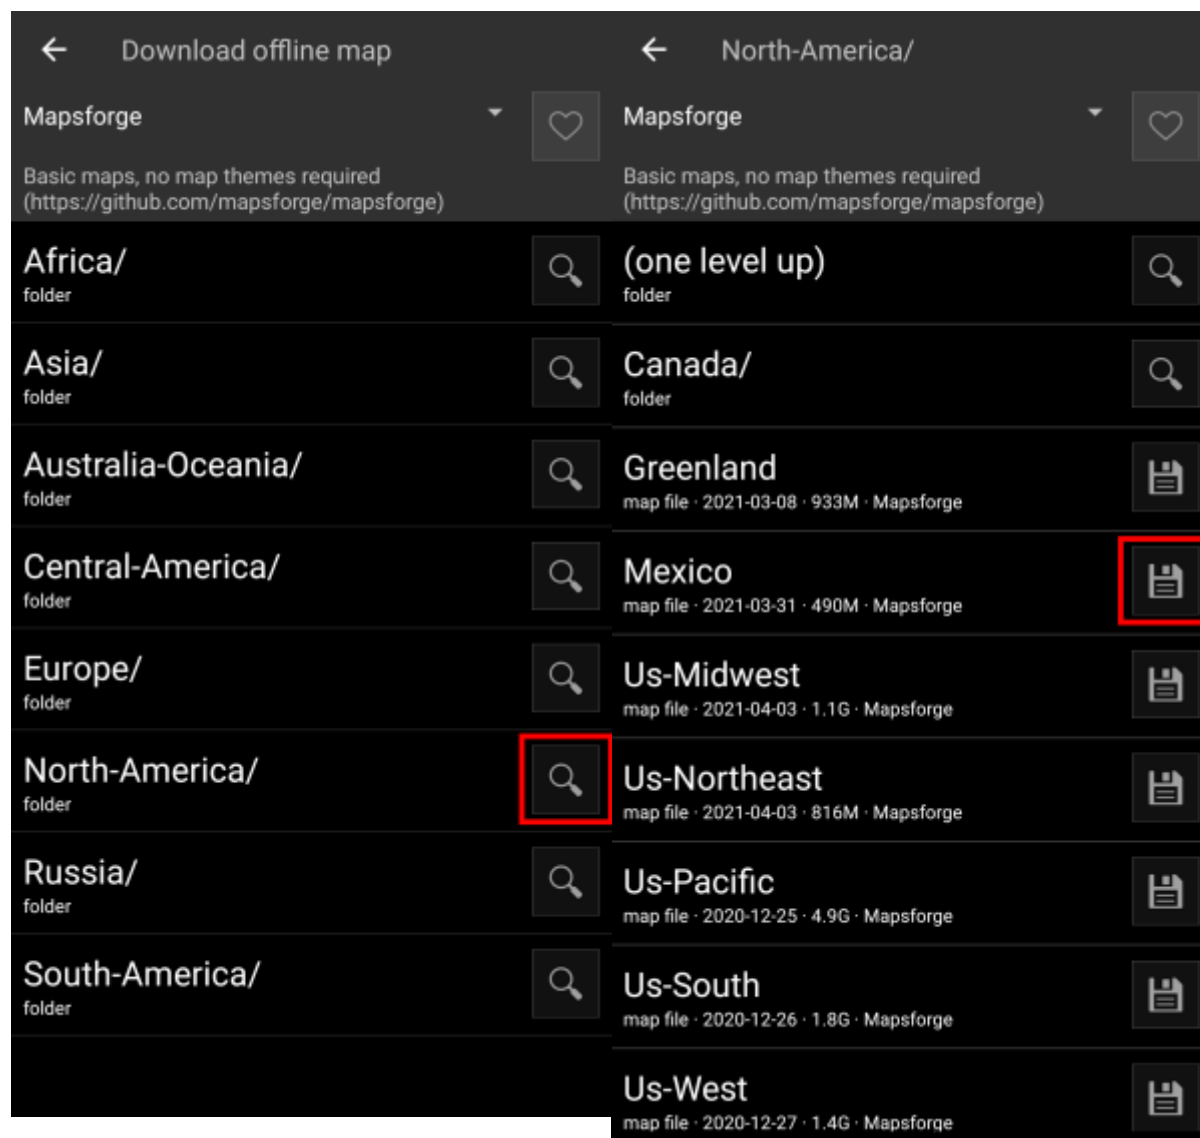 Download offline map
Mapsforge
Basic maps, no map themes required
(https://github.com/mapsforge/mapsforge)
Africa/
folder
Asia/
folder
Australia-Oceania/
folder
Central-America/
folder
Europe/
folder
North-America/
folder
Russia/
folder
South-America/
folder
North-America/
Mapsforge
Basic maps, no map themes required
(https://github.com/mapsforge/mapsforge)
(one level up)
folder
Canada/
folder
Greenland
map file · 2021-03-08 · 933M · Mapsforge
Mexico
map file · 2021-03-31 · 490M · Mapsforge
Us-Midwest
map file · 2021-04-03 · 1.1G · Mapsforge
Us-Northeast
map file · 2021-04-03 · 816M · Mapsforge
Us-Pacific
map file · 2020-12-25 · 4.9G · Mapsforge
Us-South
map file · 2020-12-26 · 1.8G · Mapsforge
Us-West
map file · 2020-12-27 · 1.4G · Mapsforge